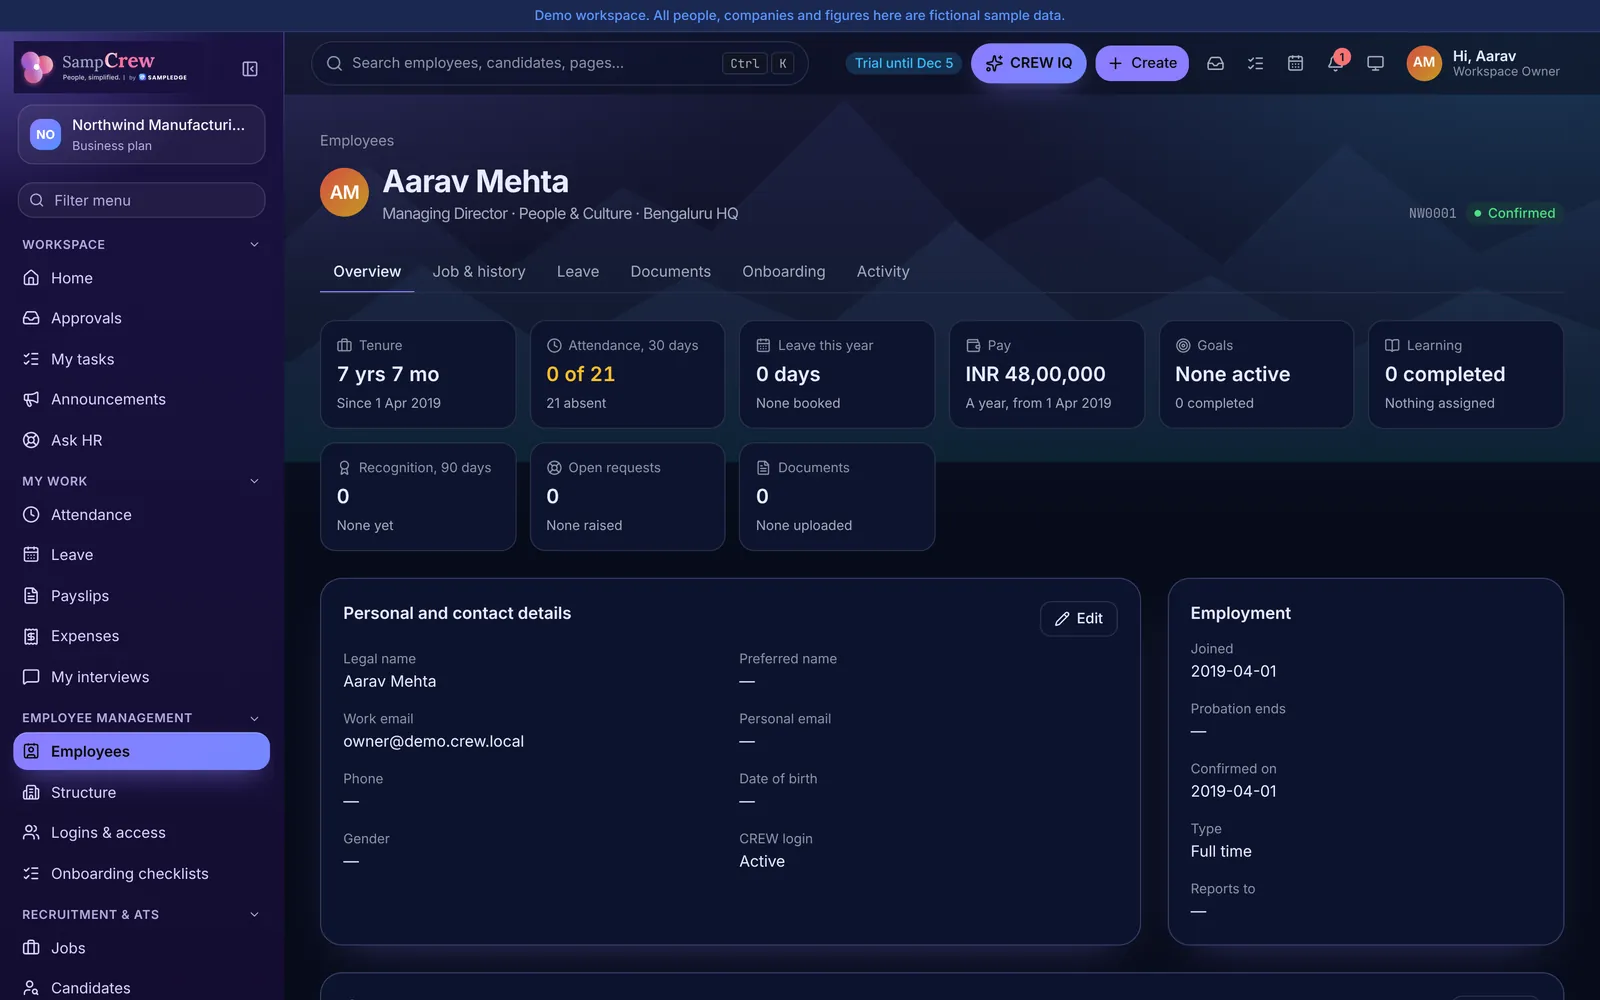 Demo workspace. All people, companies and figures here are fictional sample data.
SampCrew
People, simplified. | by SAMPLEDGE
Search employees, candidates, pages...
Ctrl K
Trial until Dec 5
CREW IQ
Create
1
AM
Hi, Aarav
Workspace Owner
NO
Northwind Manufacturi...
Business plan
Filter menu
WORKSPACE
Home
Approvals
My tasks
Announcements
Ask HR
MY WORK
Attendance
Leave
Payslips
Expenses
My interviews
EMPLOYEE MANAGEMENT
Employees
Structure
Logins & access
Onboarding checklists
RECRUITMENT & ATS
Jobs
Candidates
Employees
AM
Aarav Mehta
Managing Director · People & Culture · Bengaluru HQ
NW0001
Confirmed
Overview
Job & history
Leave
Documents
Onboarding
Activity
Tenure
7 yrs 7 mo
Since 1 Apr 2019
Attendance, 30 days
0 of 21
21 absent
Leave this year
0 days
None booked
Pay
INR 48,00,000
A year, from 1 Apr 2019
Goals
None active
0 completed
Learning
0 completed
Nothing assigned
Recognition, 90 days
0
None yet
Open requests
0
None raised
Documents
0
None uploaded
Personal and contact details
Edit
Legal name
Aarav Mehta
Preferred name
—
Work email
owner@demo.crew.local
Personal email
—
Phone
—
Date of birth
—
Gender
—
CREW login
Active
Employment
Joined
2019-04-01
Probation ends
—
Confirmed on
2019-04-01
Type
Full time
Reports to
—